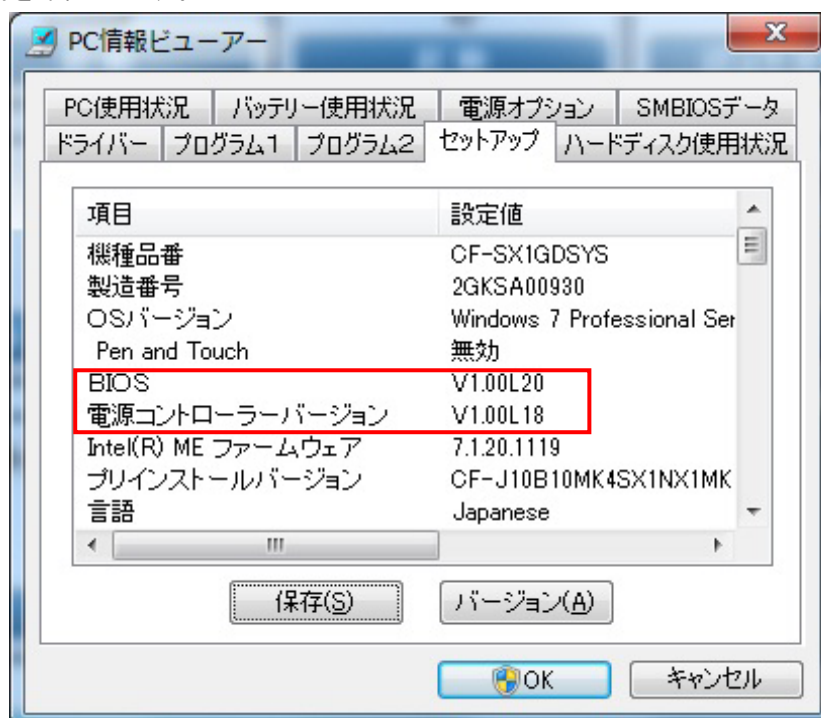 PC情報ビューアー
PC使用状況 バッテリー使用状況 電源オプション SMBIOSデータ
ドライバー プログラム1 プログラム2 セットアップ ハードディスク使用状況
項目 設定値
機種品番 CF-SX1GDSYS
製造番号 2GKSA00930
OSバージョン Windows 7 Professional Ser
Pen and Touch 無効
BIOS V1.00L20
電源コントローラーバージョン V1.00L18
Intel(R) ME ファームウェア 7.1.20.1119
プリインストールバージョン CF-J10B10MK4SX1NX1MK
言語 Japanese
保存(S) バージョン(A)
OK キャンセル